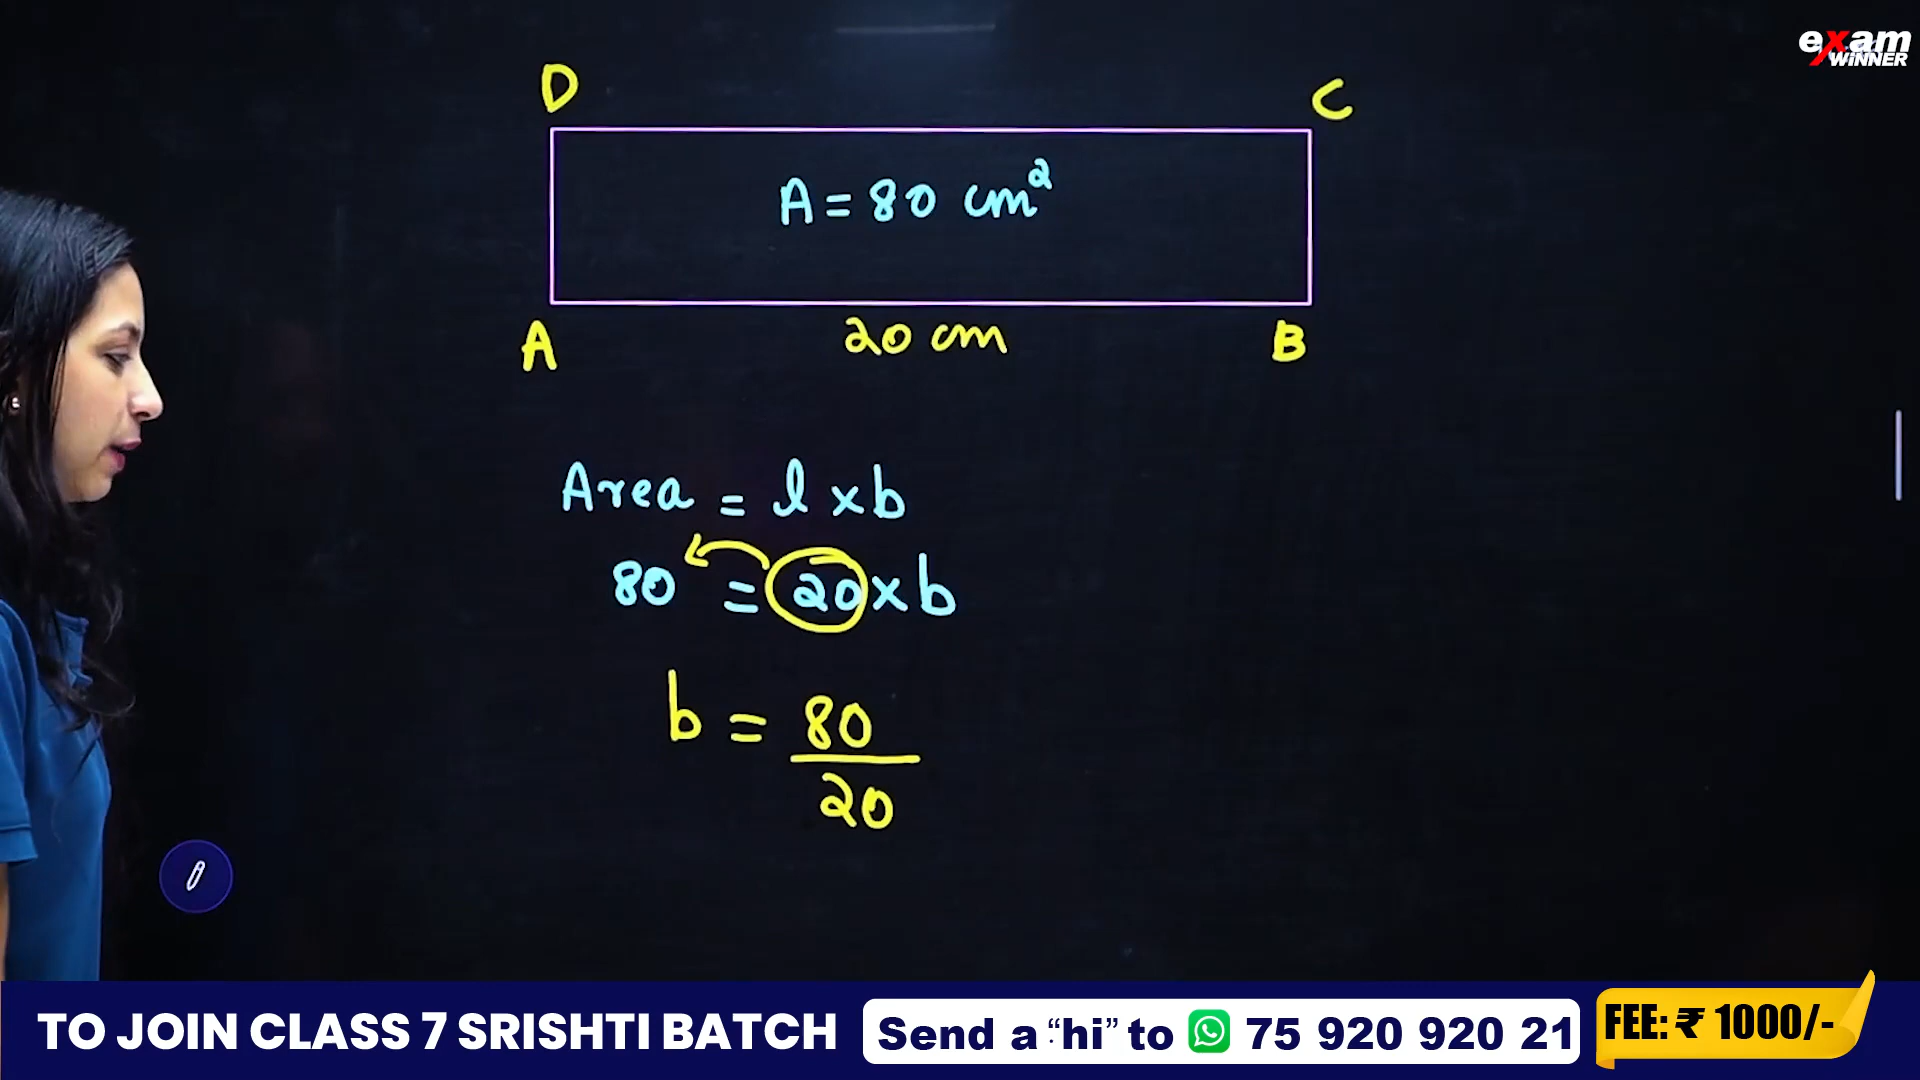 exam
WINNER
D C
A = 80 cm²
A 20 cm B
Area = l × b
80 = 20 × b
b = 80
20
TO JOIN CLASS 7 SRISHTI BATCH
Send a “hi” to 75 920 920 21
FEE: ₹ 1000/-